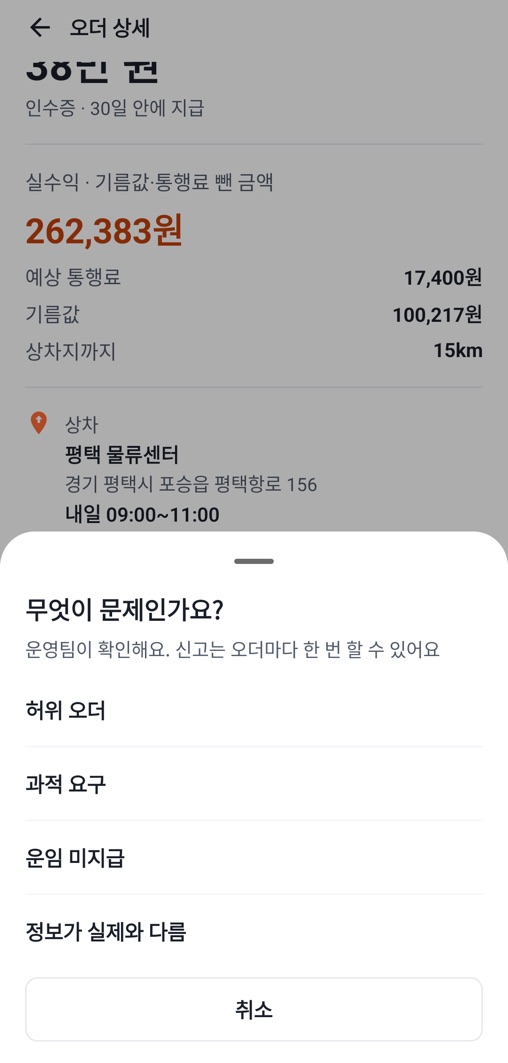 오더 상세
38만 원
인수증 · 30일 안에 지급
실수익 · 기름값·통행료 뺀 금액
262,383원
예상 통행료 17,400원
기름값 100,217원
상차지까지 15km
상차
평택 물류센터
경기 평택시 포승읍 평택항로 156
내일 09:00~11:00
무엇이 문제인가요?
운영팀이 확인해요. 신고는 오더마다 한 번 할 수 있어요
허위 오더
과적 요구
운임 미지급
정보가 실제와 다름
취소